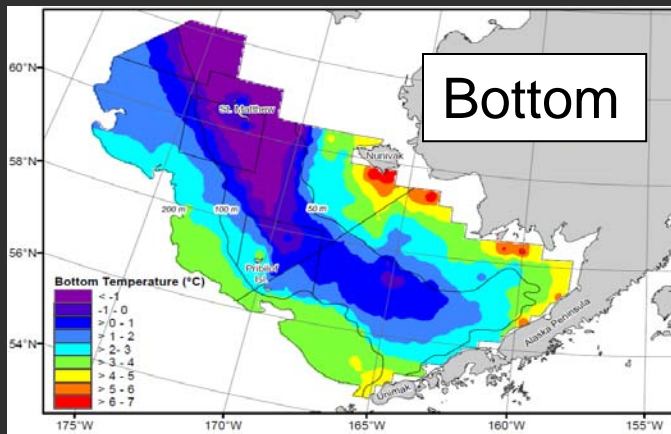 Bottom
60°N
58°N
56°N
54°N
St. Matthew
Nunivak
200 m
100 m
50 m
Pribilof
Isl.
Alaska Peninsula
Unimak
Bottom Temperature (°C)
< -1
-1 - 0
> 0 - 1
> 1 - 2
> 2- 3
> 3 - 4
> 4 - 5
> 5 - 6
> 6 - 7
175°W
170°W
165°W
160°W
155°W